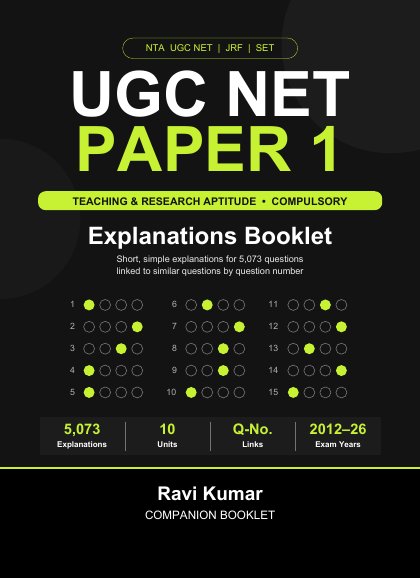 NTA UGC NET | JRF | SET
UGC NET
PAPER 1
TEACHING & RESEARCH APTITUDE • COMPULSORY
Explanations Booklet
Short, simple explanations for 5,073 questions
linked to similar questions by question number
1 6 11
2 7 12
3 8 13
4 9 14
5 10 15
5,073 10 Q-No. 2012–26
Explanations Units Links Exam Years
Ravi Kumar
COMPANION BOOKLET